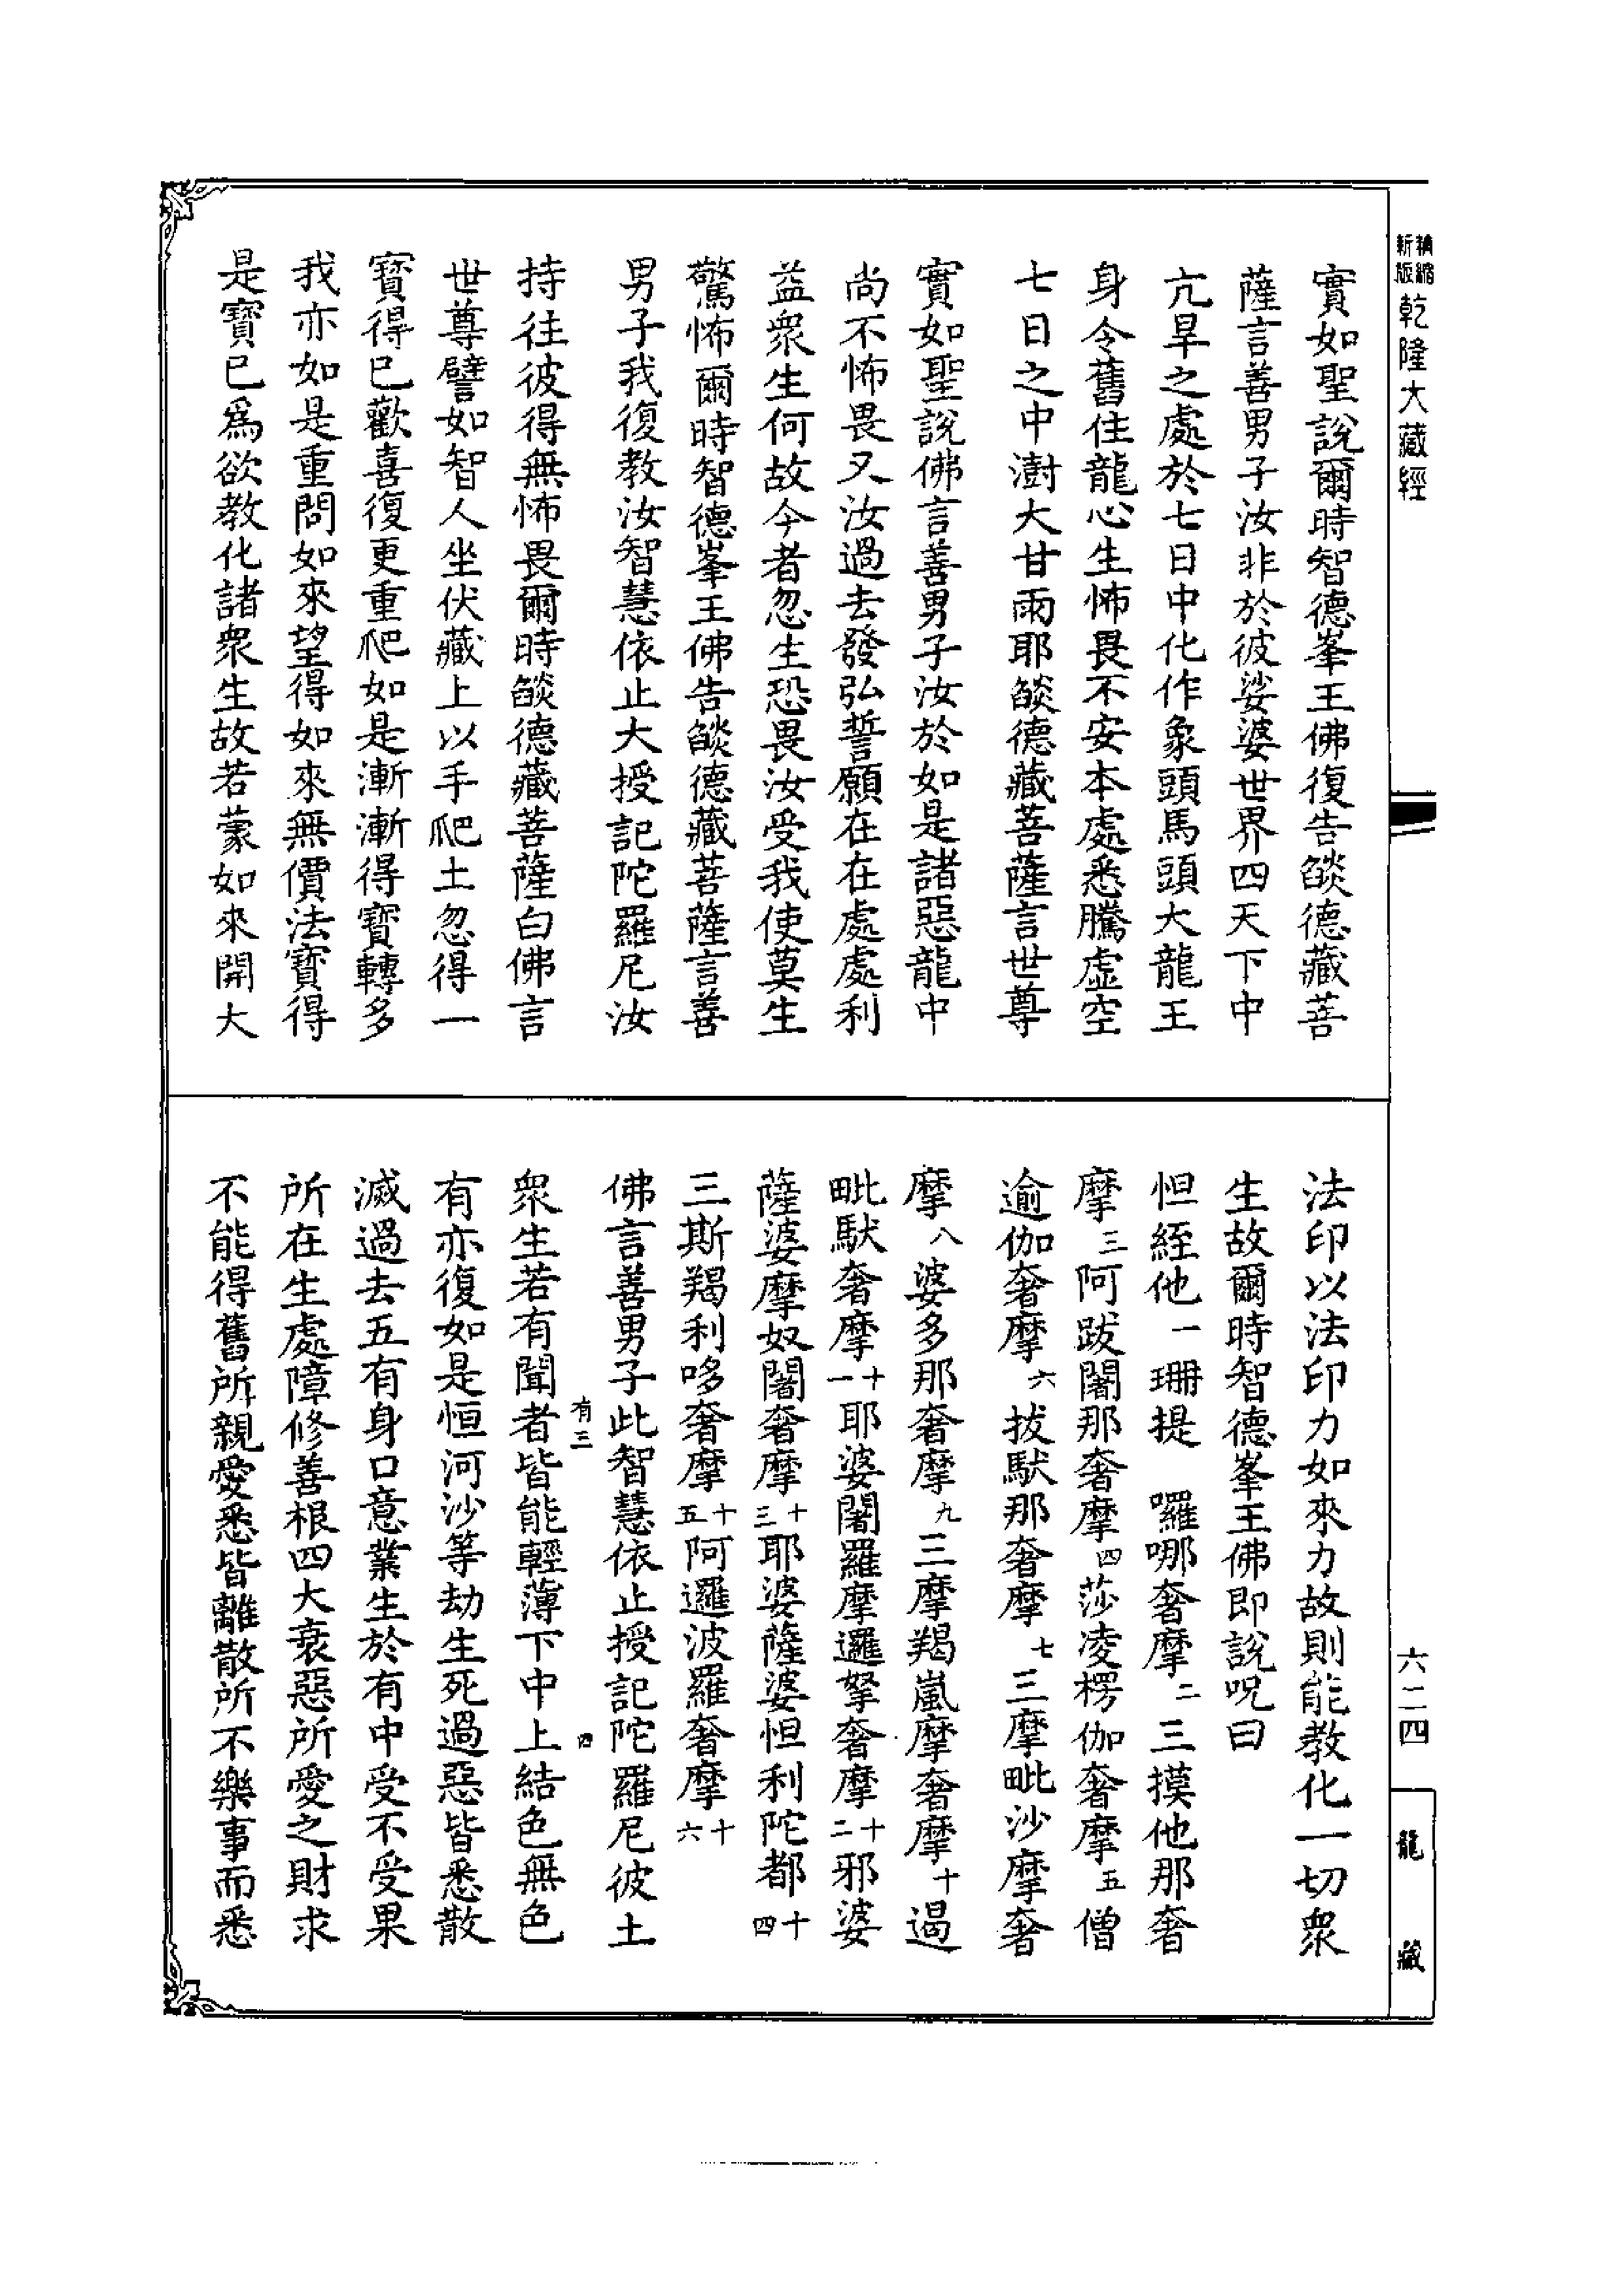 精縮新版乾隆大藏經
實如聖說爾時智德峯王佛復告燄德藏菩
薩言善男子汝非於彼娑婆世界四天下中
亢旱之處於七日中化作象頭馬頭大龍王
身令舊住龍心生怖畏不安本處悉騰虛空
七日之中澍大甘雨耶燄德藏菩薩言世尊
實如聖說佛言善男子汝於如是諸惡龍中
尚不怖畏又汝過去發弘誓願在在處處利
益衆生何故今者忽生恐畏汝受我使莫生
驚怖爾時智德峯王佛告燄德藏菩薩言善
男子我復教汝智慧依止大授記陀羅尼汝
持往彼得無怖畏爾時燄德藏菩薩白佛言
世尊譬如智人坐伏藏上以手爬土忽得一
寶得已歡喜復更重爬如是漸漸得寶轉多
我亦如是重問如來望得如來無價法寶得
是寶已爲欲教化諸衆生故若蒙如來開大
法印以法印力如來力故則能教化一切衆
生故爾時智德峯王佛即說呪曰
怛絰他一珊提 囉哪奢摩二三摸他那奢
摩三阿跋闍那奢摩四莎凌楞伽奢摩五僧
逾伽奢摩六拔馱那奢摩七三摩毗沙摩奢
摩八婆多那奢摩九三摩羯嵐摩奢摩十過
毗馱奢摩十一耶婆闍羅摩邏拏奢摩十二邪婆
薩婆摩奴闍奢摩十三耶婆薩婆怛利陀都十四
三斯羯利哆奢摩十五阿邏波羅奢摩十六
佛言善男子此智慧依止授記陀羅尼彼土
有三 四
衆生若有聞者皆能輕薄下中上結色無色
有亦復如是恒河沙等劫生死過惡皆悉散
滅過去五有身口意業生於有中受不受果
所在生處障修善根四大衰惡所愛之財求
不能得舊所親愛悉皆離散所不樂事而悉
六二四
龍藏